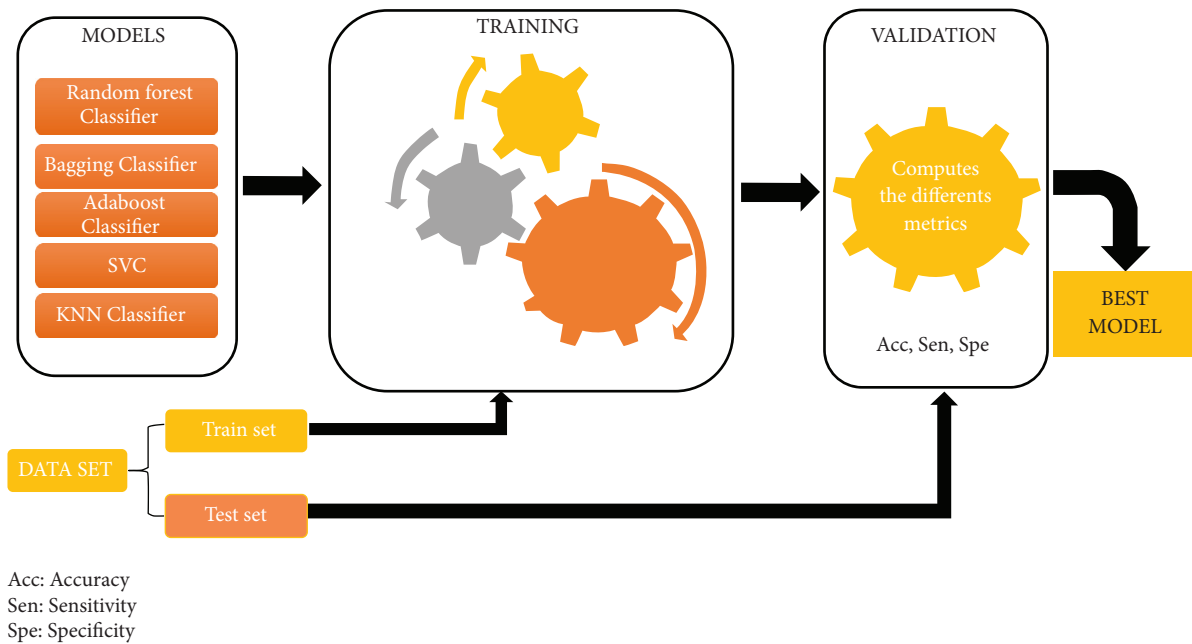 MODELS
Random forest
Classifier
Bagging Classifier
Adaboost
Classifier
SVC
KNN Classifier
TRAINING
VALIDATION
Computes
the differents
metrics
Acc, Sen, Spe
BEST
MODEL
DATA SET
Train set
Test set
Acc: Accuracy
Sen: Sensitivity
Spe: Specificity